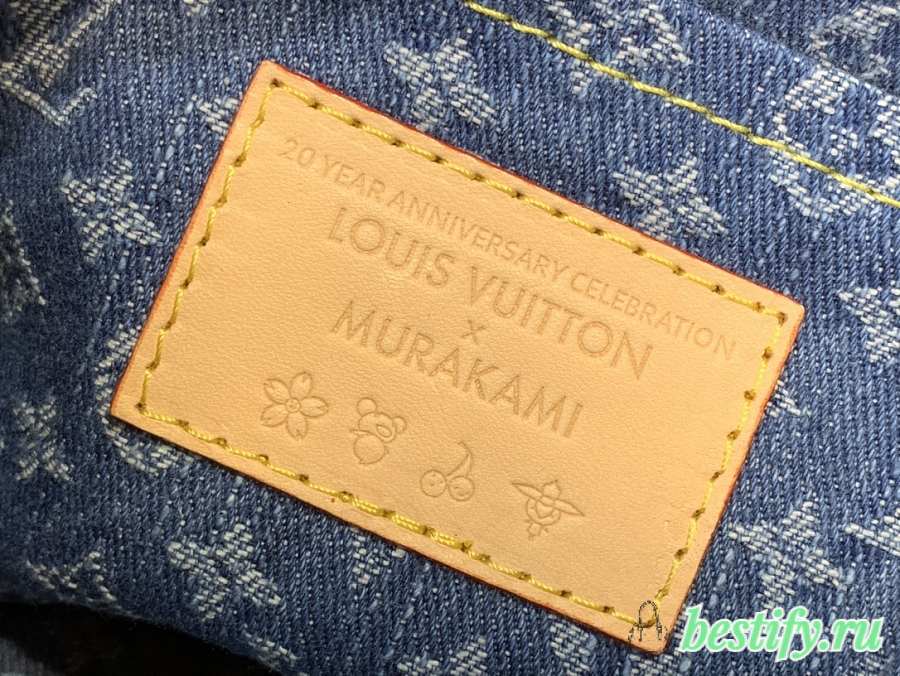 20 YEAR ANNIVERSARY CELEBRATION
LOUIS VUITTON
x
MURAKAMI
bestify.ru